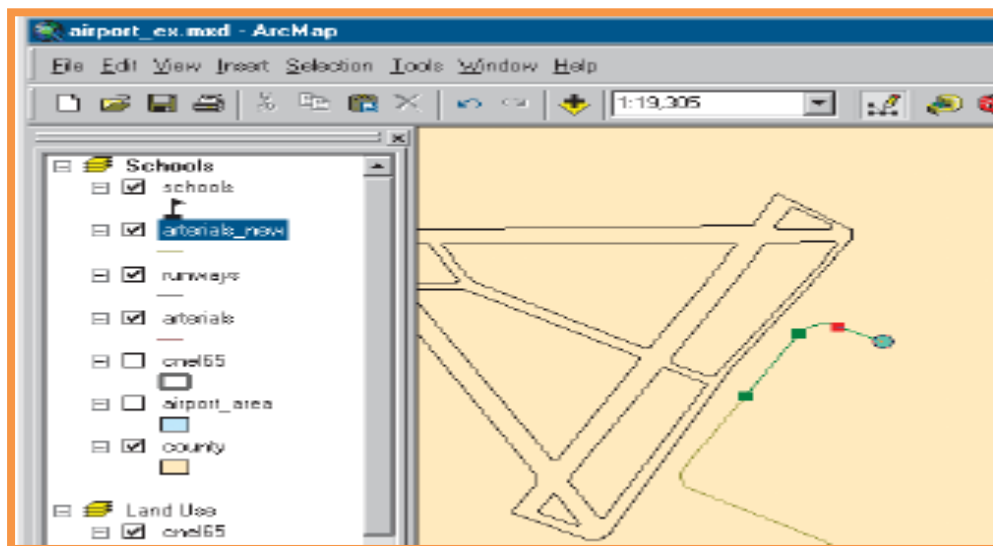 airport_ex.mxd - ArcMap
File Edit View Insert Selection Tools Window Help
1:19,305
Schools
schools
arterials_new
runways
arterials
cnel65
airport_area
county
Land Use
cnel65